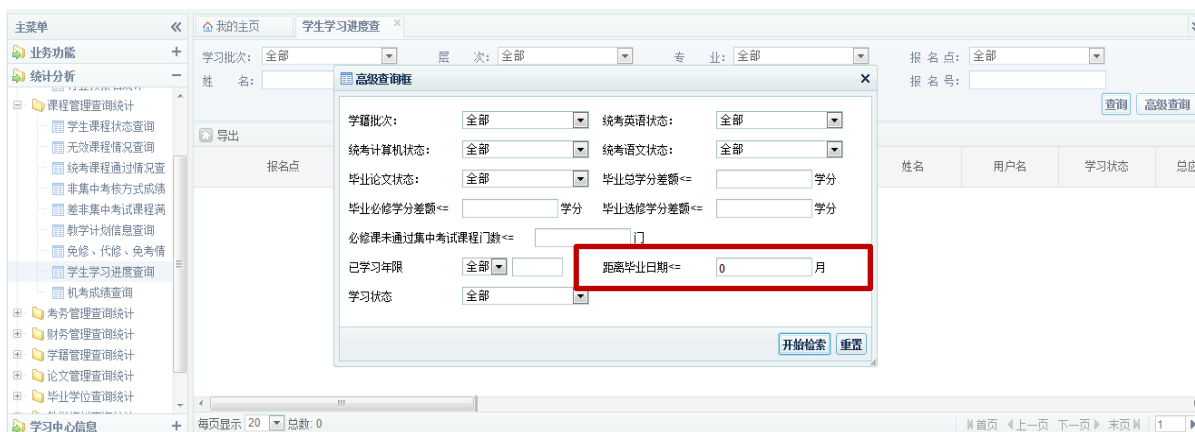 主菜单
我的主页
学生学习进度查
业务功能
统计分析
课程管理查询统计
学生课程状态查询
无效课程情况查询
统考课程通过情况查
非集中考核方式成绩
差非集中考试课程满
教学计划信息查询
免修、代修、免考情
学生学习进度查询
机考成绩查询
考务管理查询统计
财务管理查询统计
学籍管理查询统计
论文管理查询统计
毕业学位查询统计
学习中心信息
学习批次: 全部 层 次: 全部 专 业: 全部 报 名 点: 全部
姓 名: 报 名 号:
查询 高级查询
导出
报名点 姓名 用户名 学习状态 总应
高级查询框
学籍批次: 全部 统考英语状态: 全部
统考计算机状态: 全部 统考语文状态: 全部
毕业论文状态: 全部 毕业总学分差额<= 学分
毕业必修学分差额<= 学分 毕业选修学分差额<= 学分
必修课未通过集中考试课程门数<= 门
已学习年限 全部 距离毕业日期<= 0 月
学习状态 全部
开始检索 重置
每页显示 20 总数: 0 首页 上一页 下一页 末页 1